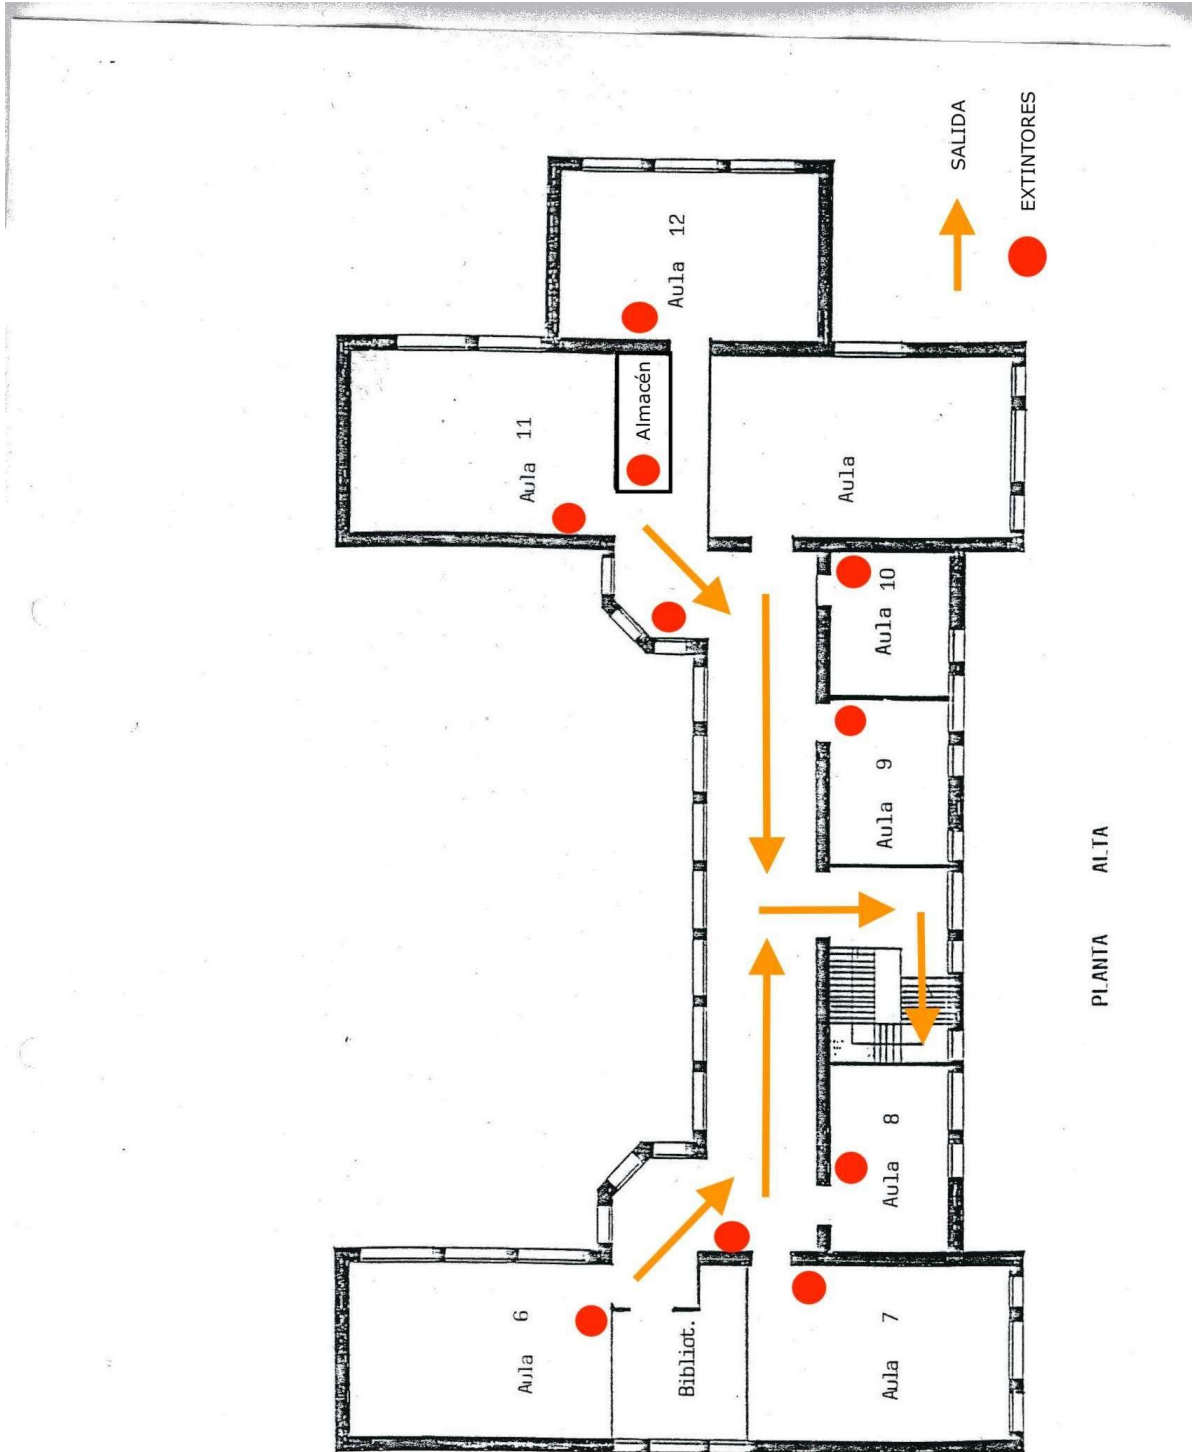 SALIDA
EXTINTORES
Aula 12
Aula 11
Almacén
Aula
Aula 10
Aula 9
Aula 8
Aula 6
Bibliot.
Aula 7
PLANTA ALTA